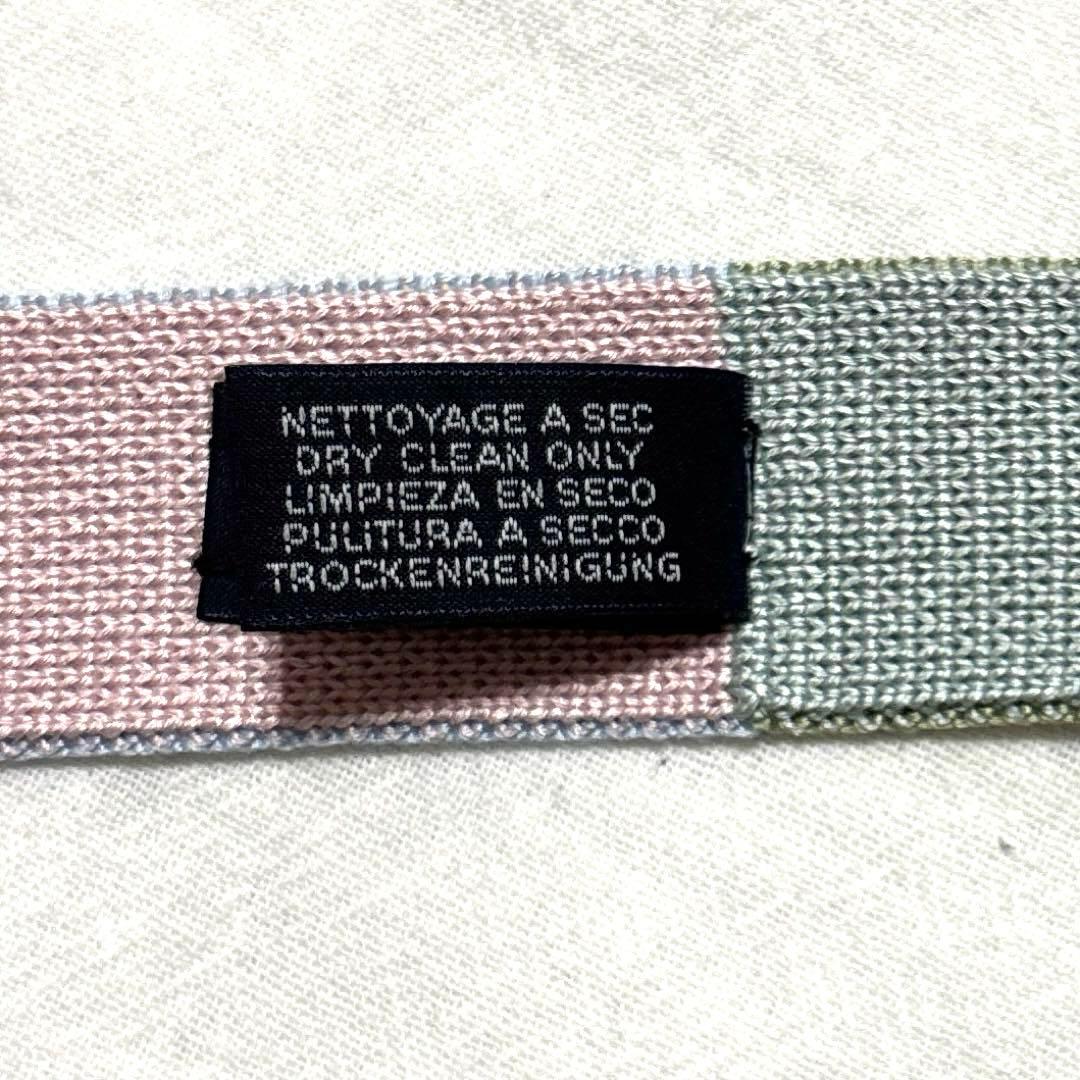 NETTOYAGE A SEC
DRY CLEAN ONLY
LIMPIEZA EN SECO
PULITURA A SECCO
TROCKENREINIGUNG